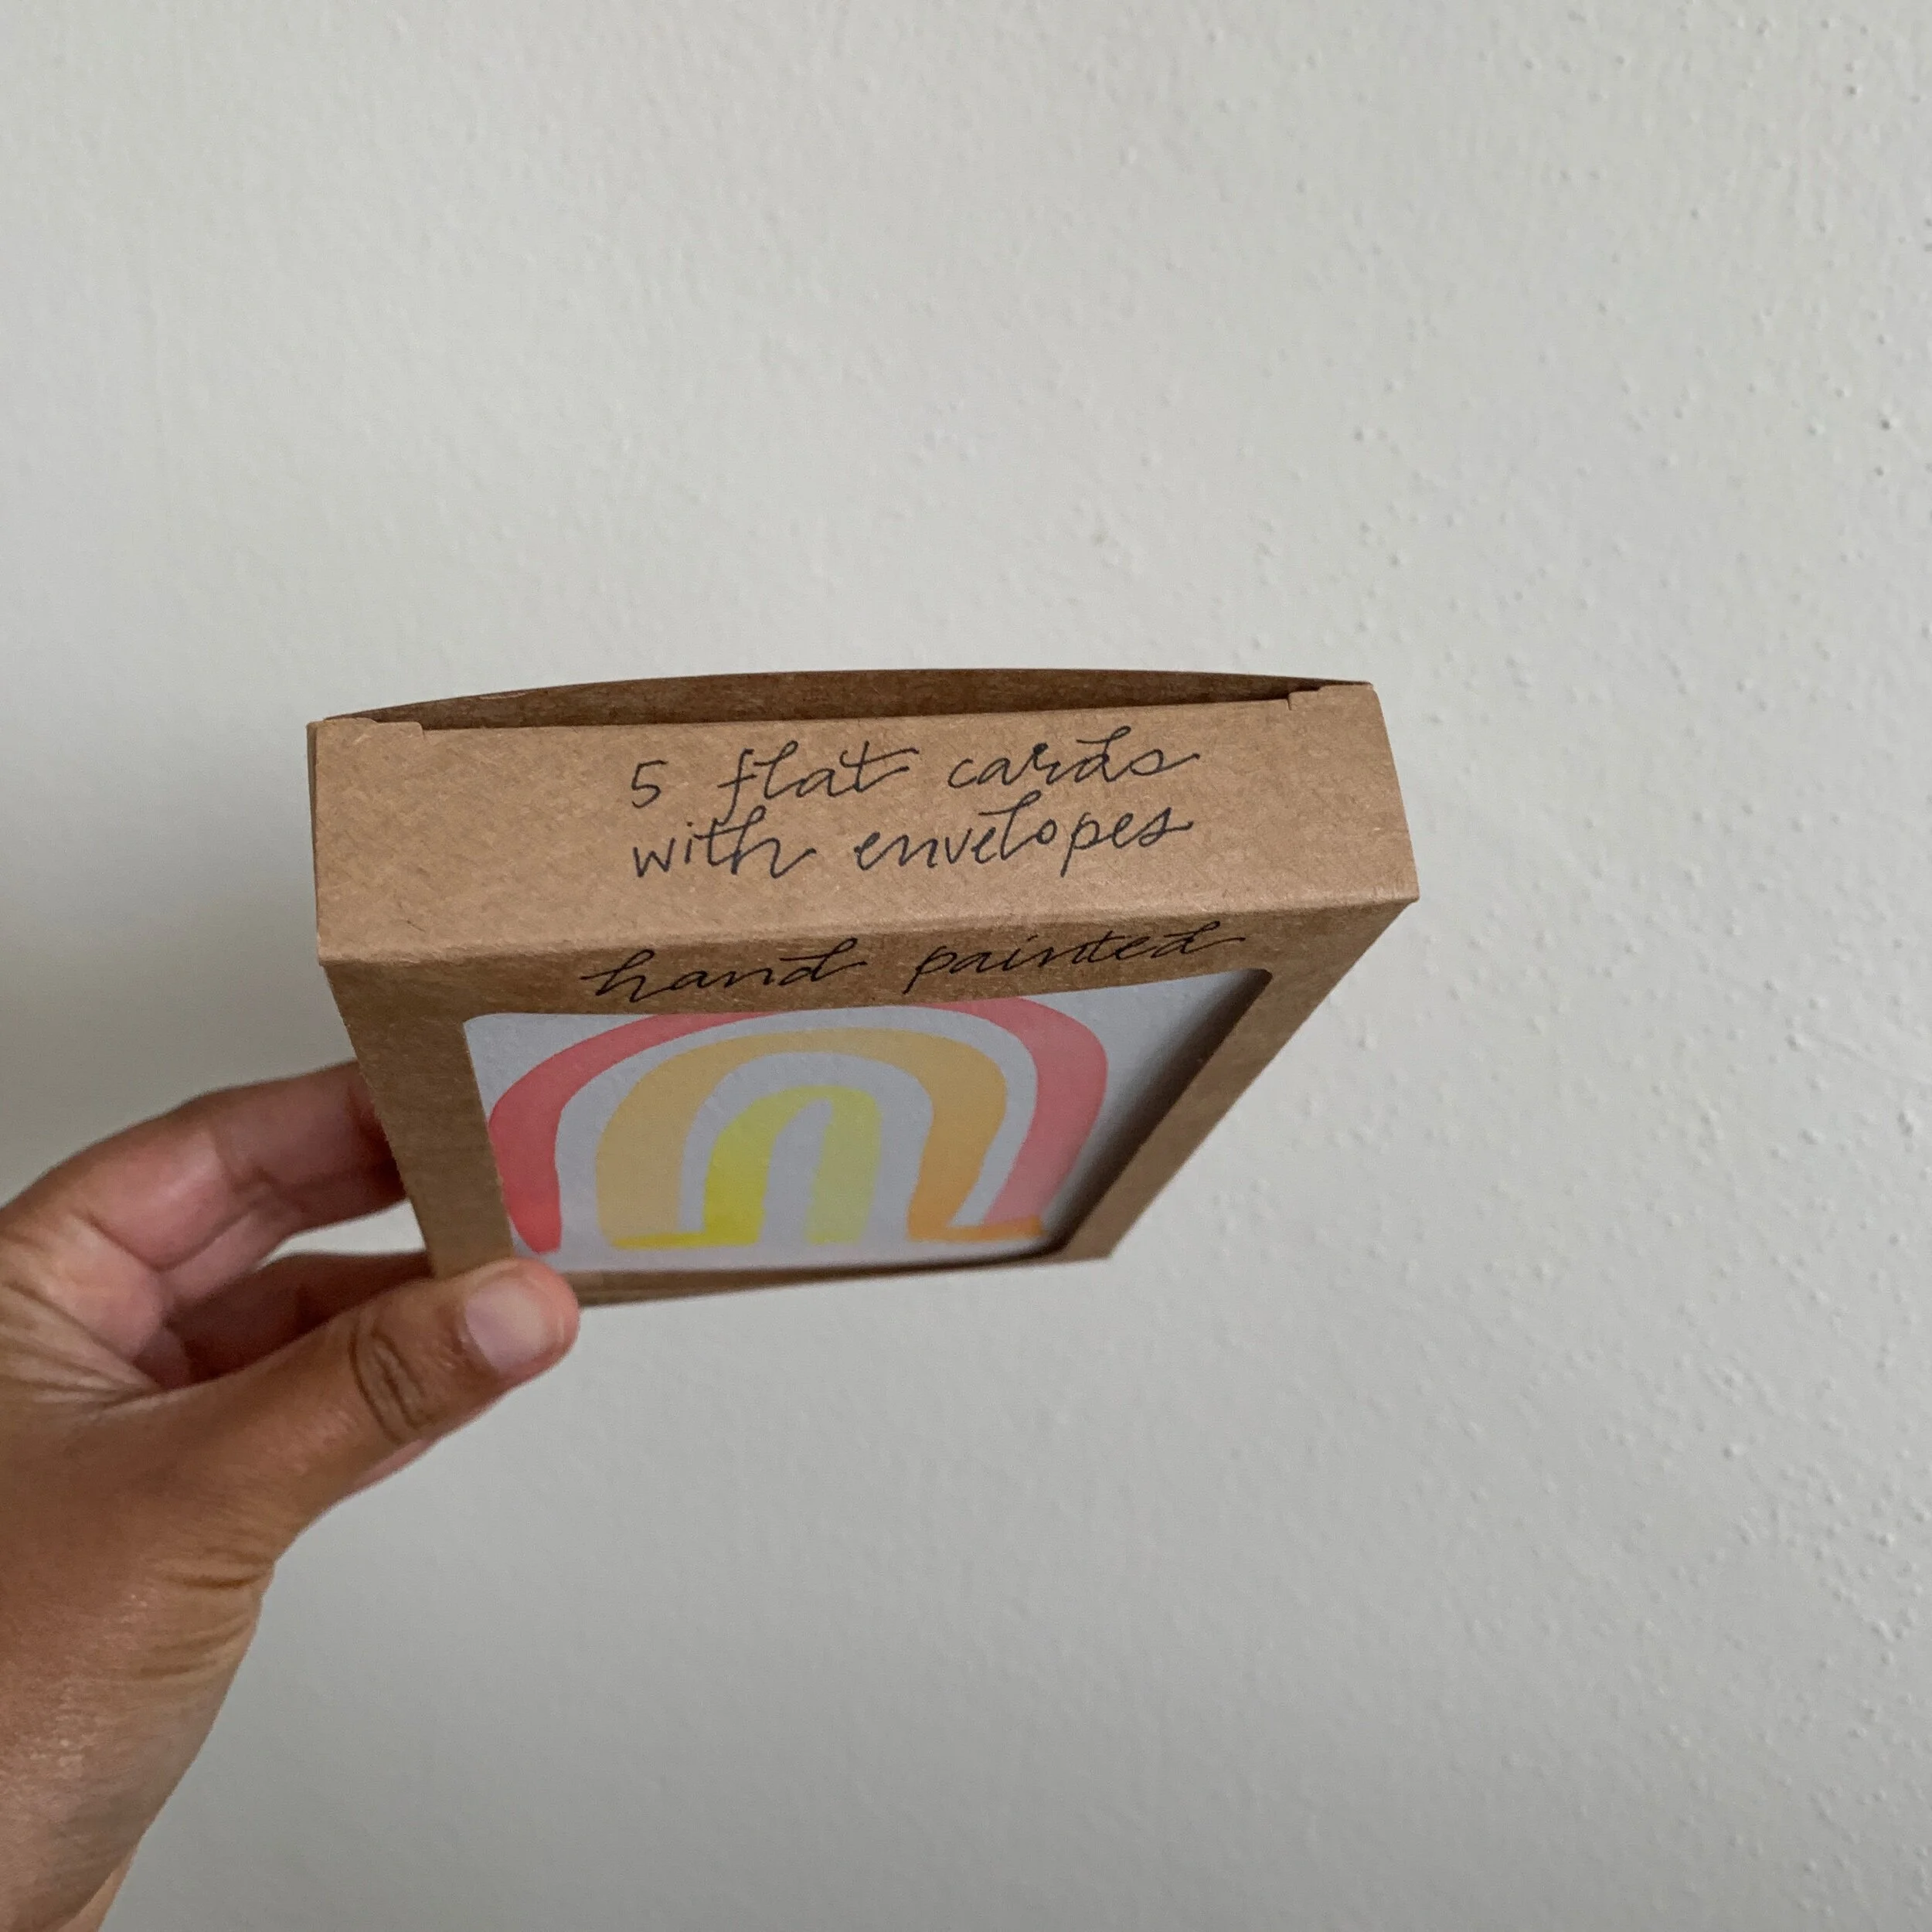 5 flat cards
with envelopes
hand painted